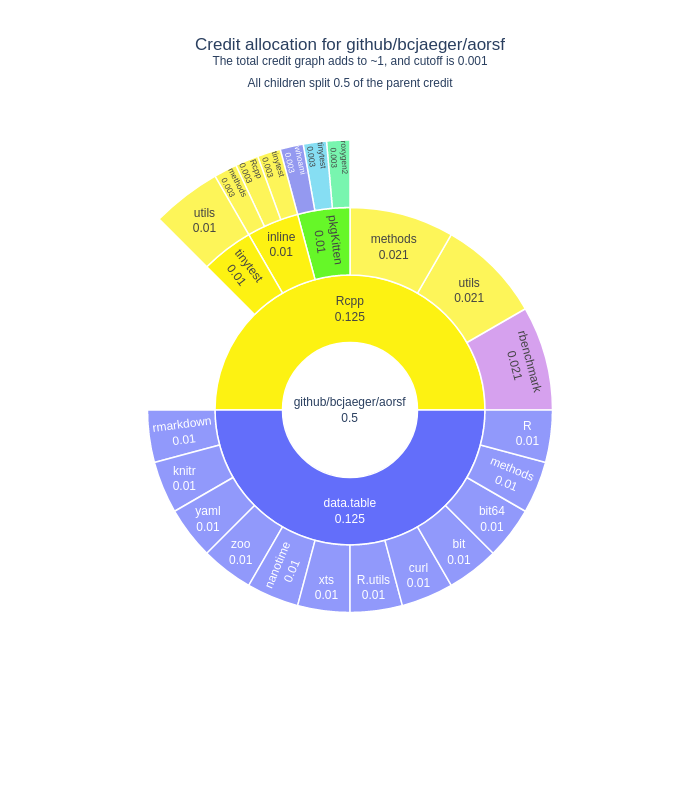 Credit allocation for github/bcjaeger/aorsf
The total credit graph adds to ~1, and cutoff is 0.001
All children split 0.5 of the parent credit
github/bcjaeger/aorsf
0.5
Rcpp
0.125
data.table
0.125
methods
0.021
utils
0.021
rbenchmark
0.021
pkgKitten
0.01
inline
0.01
tinytest
0.01
utils
0.01
methods
0.003
Rcpp
0.003
tinytest
0.003
whoami
0.003
tinytest
0.003
roxygen2
0.003
R
0.01
methods
0.01
bit64
0.01
bit
0.01
curl
0.01
R.utils
0.01
xts
0.01
nanotime
0.01
zoo
0.01
yaml
0.01
knitr
0.01
rmarkdown
0.01